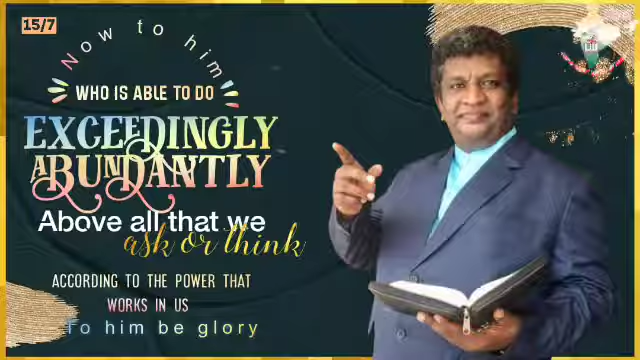 15/7
Now to him
WHO IS ABLE TO DO
EXCEEDINGLY
ABUNDANTLY
Above all that we
ask or think
ACCORDING TO THE POWER THAT
WORKS IN US
To him be glory